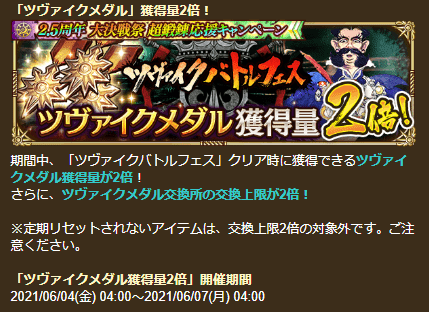 「ツヴァイクメダル」獲得量2倍！
2.5周年 大決戦祭 超鍛錬応援キャンペーン
ツヴァイクバトルフェス
ツヴァイクメダル獲得量2倍!
期間中、「ツヴァイクバトルフェス」クリア時に獲得できるツヴァイ
クメダル獲得量が2倍！
さらに、ツヴァイクメダル交換所の交換上限が2倍！
※定期リセットされないアイテムは、交換上限2倍の対象外です。ご注
意ください。
「ツヴァイクメダル獲得量2倍」開催期間
2021/06/04(金) 04:00～2021/06/07(月) 04:00